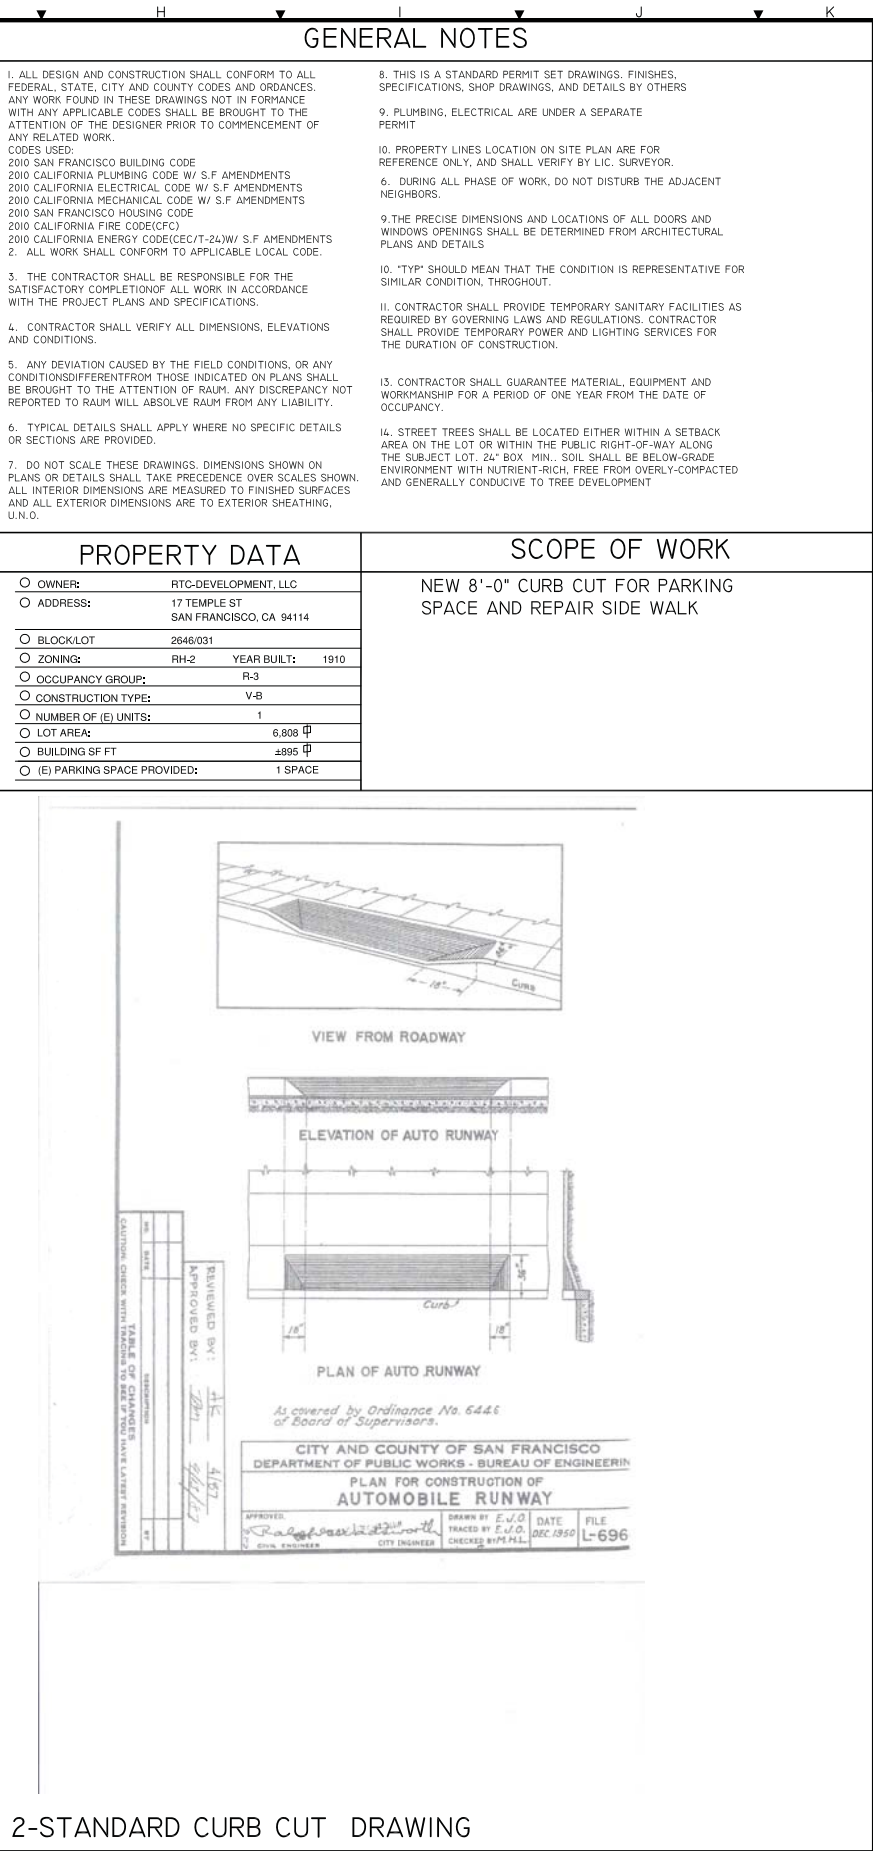 H I J K
GENERAL NOTES
1. ALL DESIGN AND CONSTRUCTION SHALL CONFORM TO ALL
FEDERAL, STATE, CITY AND COUNTY CODES AND ORDANCES.
ANY WORK FOUND IN THESE DRAWINGS NOT IN FORMANCE
WITH ANY APPLICABLE CODES SHALL BE BROUGHT TO THE
ATTENTION OF THE DESIGNER PRIOR TO COMMENCEMENT OF
ANY RELATED WORK.
CODES USED:
2010 SAN FRANCISCO BUILDING CODE
2010 CALIFORNIA PLUMBING CODE W/ S.F AMENDMENTS
2010 CALIFORNIA ELECTRICAL CODE W/ S.F AMENDMENTS
2010 CALIFORNIA MECHANICAL CODE W/ S.F AMENDMENTS
2010 SAN FRANCISCO HOUSING CODE
2010 CALIFORNIA FIRE CODE(CFC)
2010 CALIFORNIA ENERGY CODE(CEC/T-24)W/ S.F AMENDMENTS
2. ALL WORK SHALL CONFORM TO APPLICABLE LOCAL CODE.
3. THE CONTRACTOR SHALL BE RESPONSIBLE FOR THE
SATISFACTORY COMPLETIONOF ALL WORK IN ACCORDANCE
WITH THE PROJECT PLANS AND SPECIFICATIONS.
4. CONTRACTOR SHALL VERIFY ALL DIMENSIONS, ELEVATIONS
AND CONDITIONS.
5. ANY DEVIATION CAUSED BY THE FIELD CONDITIONS, OR ANY
CONDITIONSDIFFERENTFROM THOSE INDICATED ON PLANS SHALL
BE BROUGHT TO THE ATTENTION OF RAUM. ANY DISCREPANCY NOT
REPORTED TO RAUM WILL ABSOLVE RAUM FROM ANY LIABILITY.
6. TYPICAL DETAILS SHALL APPLY WHERE NO SPECIFIC DETAILS
OR SECTIONS ARE PROVIDED.
7. DO NOT SCALE THESE DRAWINGS. DIMENSIONS SHOWN ON
PLANS OR DETAILS SHALL TAKE PRECEDENCE OVER SCALES SHOWN.
ALL INTERIOR DIMENSIONS ARE MEASURED TO FINISHED SURFACES
AND ALL EXTERIOR DIMENSIONS ARE TO EXTERIOR SHEATHING,
U.N.O.
8. THIS IS A STANDARD PERMIT SET DRAWINGS. FINISHES,
SPECIFICATIONS, SHOP DRAWINGS, AND DETAILS BY OTHERS
9. PLUMBING, ELECTRICAL ARE UNDER A SEPARATE
PERMIT
10. PROPERTY LINES LOCATION ON SITE PLAN ARE FOR
REFERENCE ONLY, AND SHALL VERIFY BY LIC. SURVEYOR.
6. DURING ALL PHASE OF WORK, DO NOT DISTURB THE ADJACENT
NEIGHBORS.
9.THE PRECISE DIMENSIONS AND LOCATIONS OF ALL DOORS AND
WINDOWS OPENINGS SHALL BE DETERMINED FROM ARCHITECTURAL
PLANS AND DETAILS
10. "TYP" SHOULD MEAN THAT THE CONDITION IS REPRESENTATIVE FOR
SIMILAR CONDITION, THROGHOUT.
11. CONTRACTOR SHALL PROVIDE TEMPORARY SANITARY FACILITIES AS
REQUIRED BY GOVERNING LAWS AND REGULATIONS. CONTRACTOR
SHALL PROVIDE TEMPORARY POWER AND LIGHTING SERVICES FOR
THE DURATION OF CONSTRUCTION.
13. CONTRACTOR SHALL GUARANTEE MATERIAL, EQUIPMENT AND
WORKMANSHIP FOR A PERIOD OF ONE YEAR FROM THE DATE OF
OCCUPANCY.
14. STREET TREES SHALL BE LOCATED EITHER WITHIN A SETBACK
AREA ON THE LOT OR WITHIN THE PUBLIC RIGHT-OF-WAY ALONG
THE SUBJECT LOT. 24" BOX MIN.. SOIL SHALL BE BELOW-GRADE
ENVIRONMENT WITH NUTRIENT-RICH, FREE FROM OVERLY-COMPACTED
AND GENERALLY CONDUCIVE TO TREE DEVELOPMENT
PROPERTY DATA
OWNER: RTC-DEVELOPMENT, LLC
ADDRESS: 17 TEMPLE ST
SAN FRANCISCO, CA 94114
BLOCK/LOT 2646/031
ZONING: RH-2 YEAR BUILT: 1910
OCCUPANCY GROUP: R-3
CONSTRUCTION TYPE: V-B
NUMBER OF (E) UNITS: 1
LOT AREA: 6,808
BUILDING SF FT ±895
(E) PARKING SPACE PROVIDED: 1 SPACE
SCOPE OF WORK
NEW 8'-0" CURB CUT FOR PARKING
SPACE AND REPAIR SIDE WALK
18"
Curb
VIEW FROM ROADWAY
ELEVATION OF AUTO RUNWAY
36"
Curb
18" 18"
PLAN OF AUTO RUNWAY
As covered by Ordinance No. 6446
of Board of Supervisors.
CITY AND COUNTY OF SAN FRANCISCO
DEPARTMENT OF PUBLIC WORKS - BUREAU OF ENGINEERIN
PLAN FOR CONSTRUCTION OF
AUTOMOBILE RUNWAY
APPROVED.
CIVIL ENGINEER
CITY ENGINEER
DRAWN BY E.J.O.
TRACED BY E.J.O.
CHECKED BY M.H.L.
DATE
DEC. 1950
FILE
L-696
REVIEWED BY:
APPROVED BY:
NO. DATE DESCRIPTION BY
TABLE OF CHANGES
CAUTION: CHECK WITH TRACING TO SEE IF YOU HAVE LATEST REVISION
2-STANDARD CURB CUT DRAWING